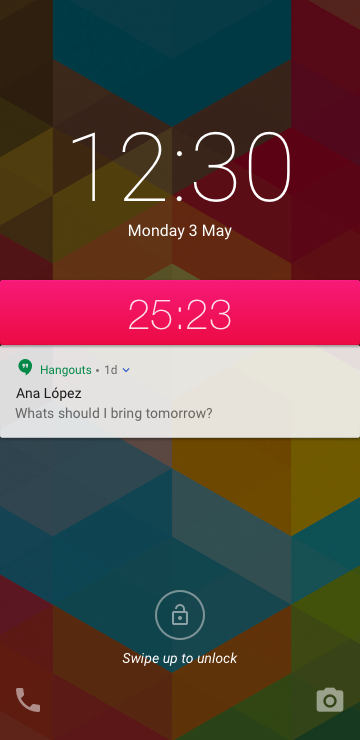 12:30
Monday 3 May
25:23
Hangouts • 1d
Ana López
Whats should I bring tomorrow?
Swipe up to unlock